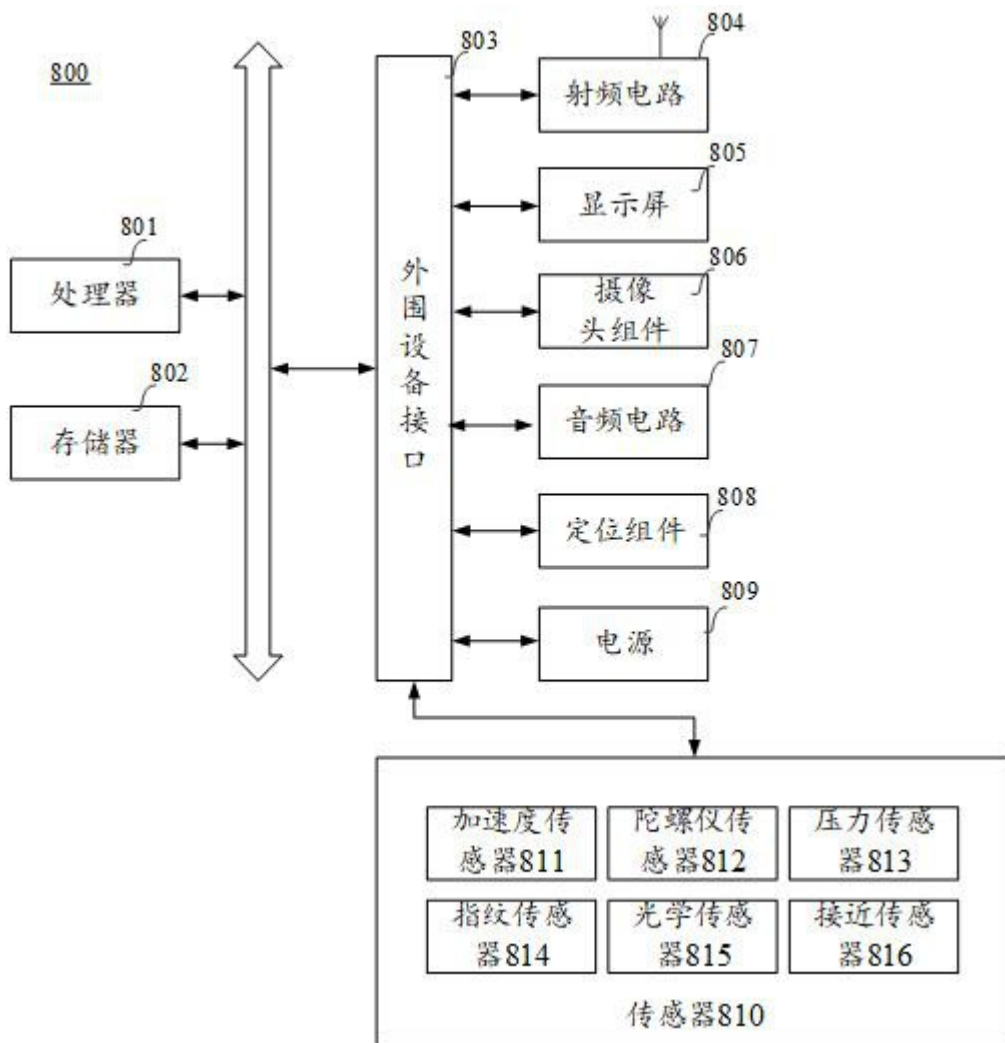 800
801
处理器
802
存储器
803
外围设备接口
804
射频电路
805
显示屏
806
摄像
头组件
807
音频电路
808
定位组件
809
电源
加速度传
感器811
陀螺仪传
感器812
压力传感
器813
指纹传感
器814
光学传感
器815
接近传感
器816
传感器810